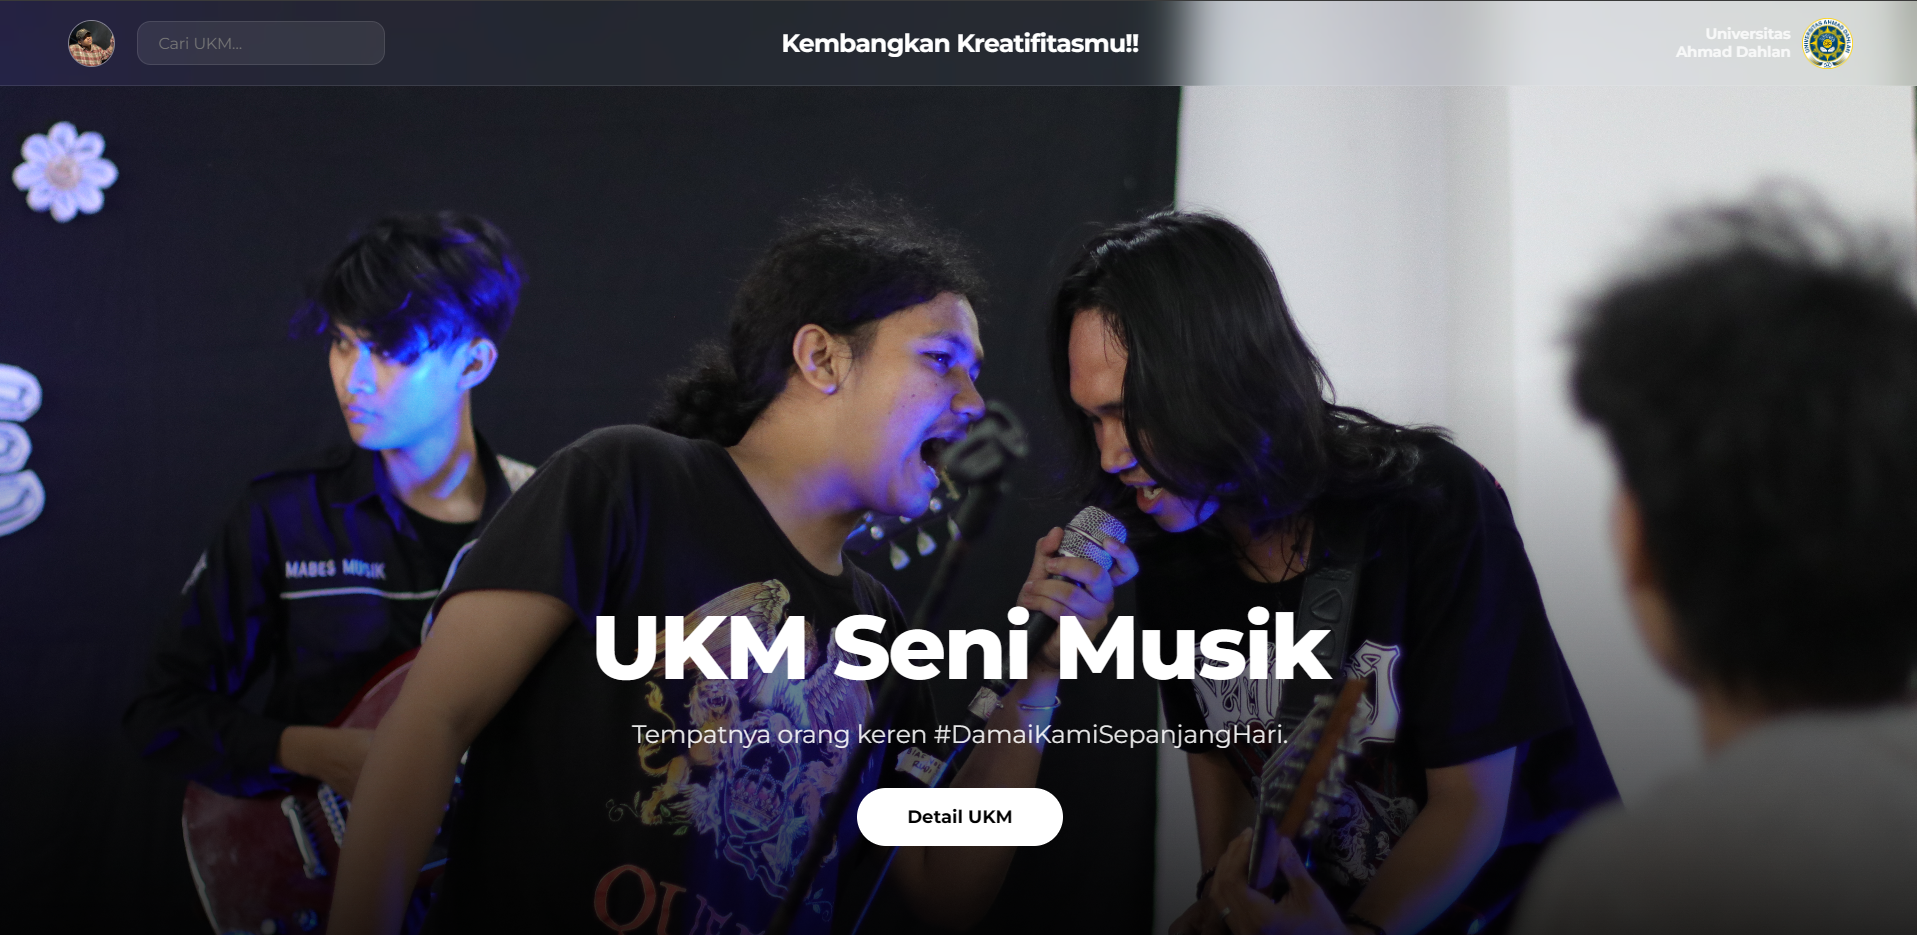 Cari UKM...
Kembangkan Kreatifitasmu!!
Universitas
Ahmad Dahlan
MABES MUSIK
UKM Seni Musik
Tempatnya orang keren #DamaiKamiSepanjangHari.
Detail UKM